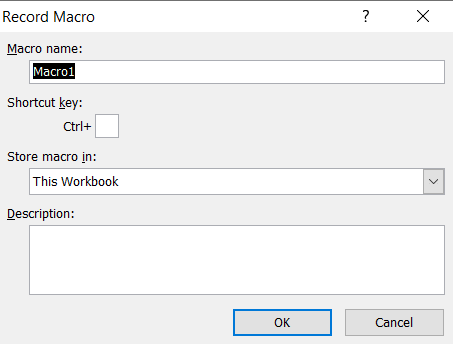 Record Macro ?
Macro name:
Macro1
Shortcut key:
Ctrl+
Store macro in:
This Workbook
Description:
OK Cancel